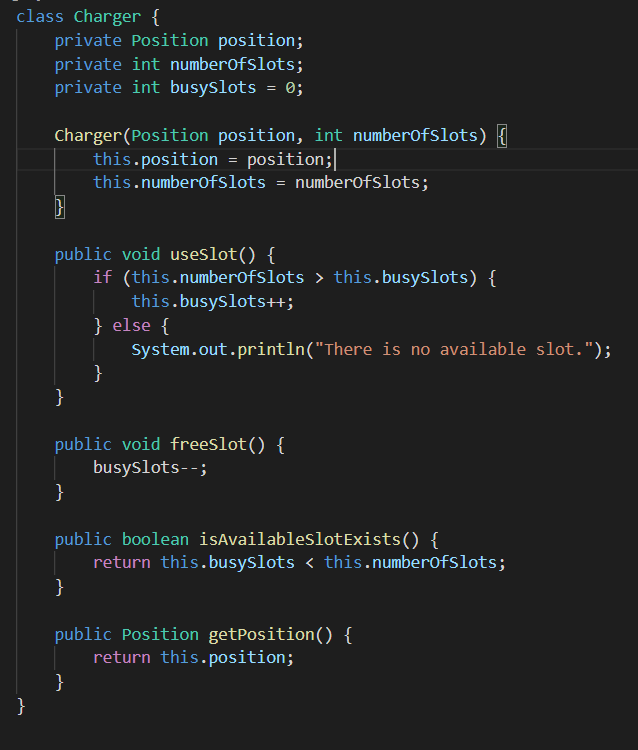 class Charger {
    private Position position;
    private int numberOfSlots;
    private int busySlots = 0;

    Charger(Position position, int numberOfSlots) {
        this.position = position;
        this.numberOfSlots = numberOfSlots;
    }

    public void useSlot() {
        if (this.numberOfSlots > this.busySlots) {
            this.busySlots++;
        } else {
            System.out.println("There is no available slot.");
        }
    }

    public void freeSlot() {
        busySlots--;
    }

    public boolean isAvailableSlotExists() {
        return this.busySlots < this.numberOfSlots;
    }

    public Position getPosition() {
        return this.position;
    }
}